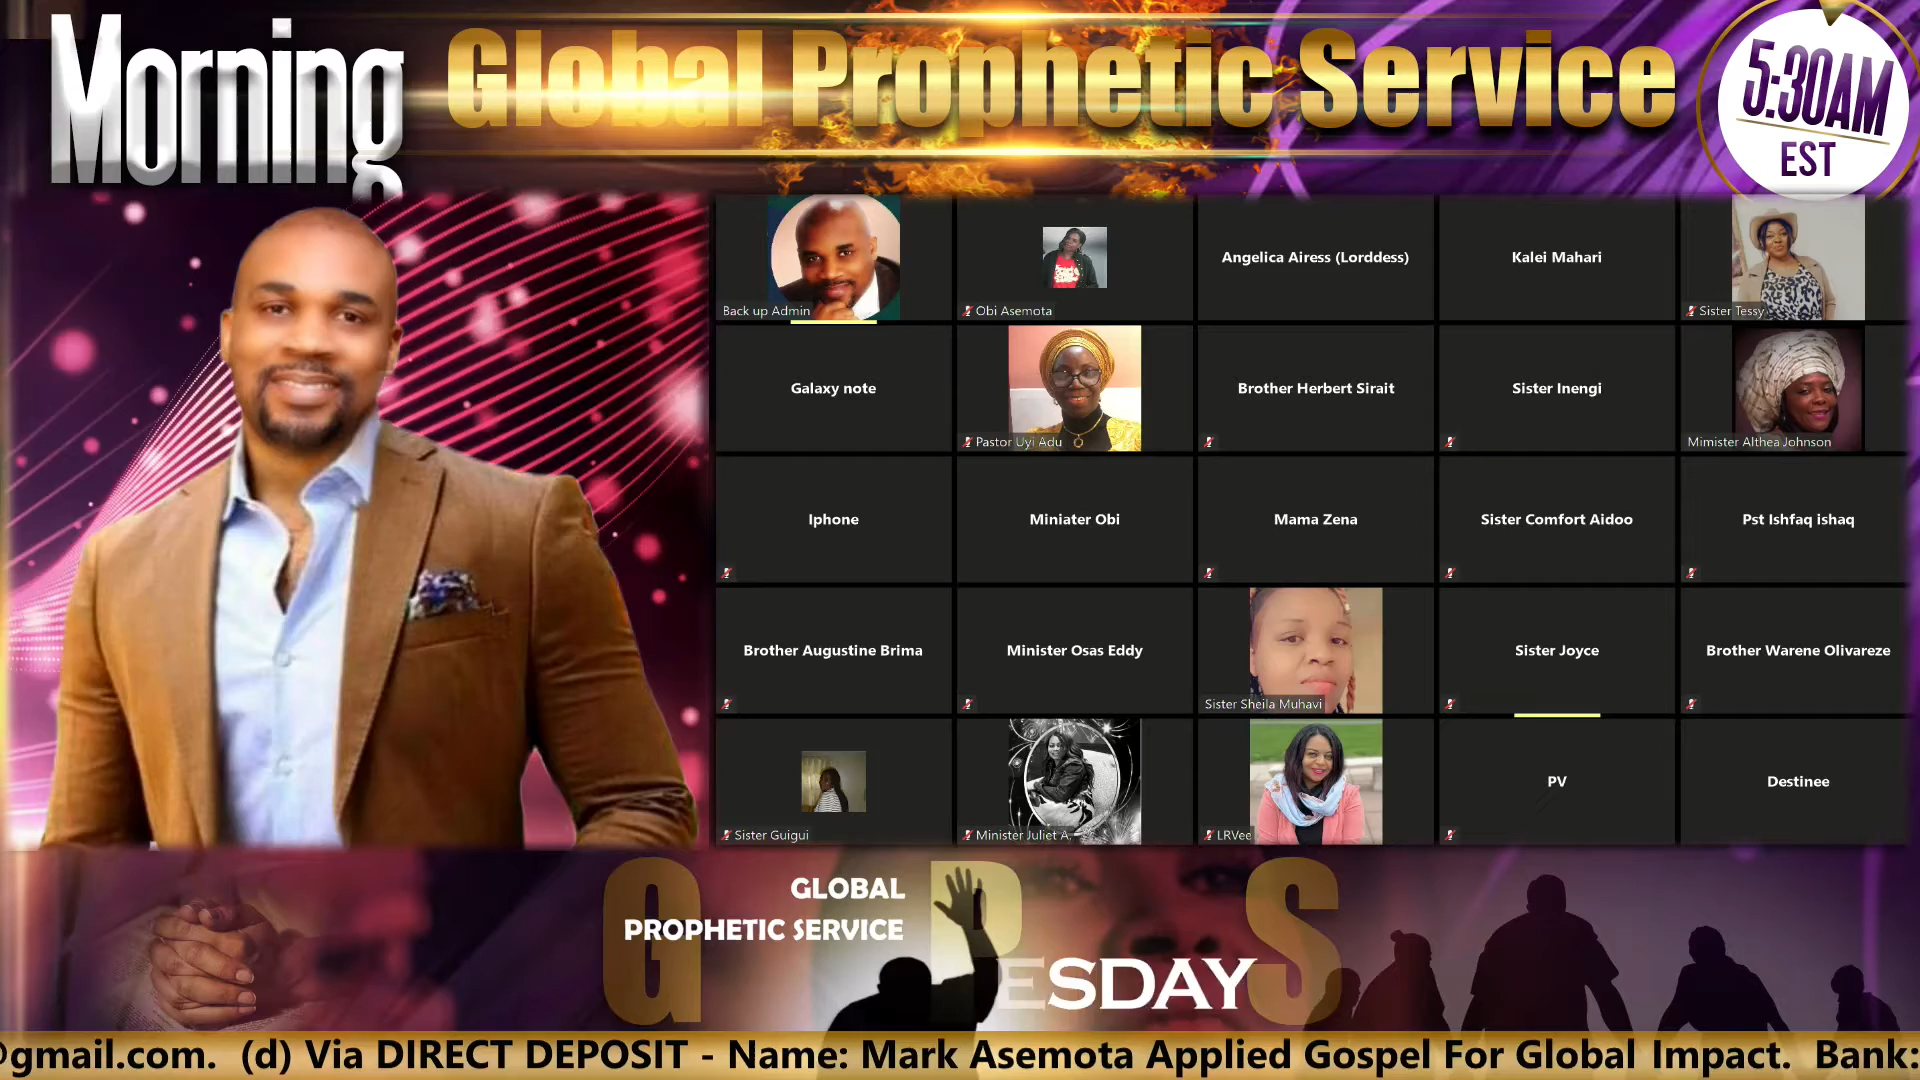 Morning
Global Prophetic Service
5:30AM
EST
Back up Admin
Obi Asemota
Angelica Airess (Lorddess)
Kalei Mahari
Sister Tessy
Galaxy note
Pastor Uyi Adu
Brother Herbert Sirait
Sister Inengi
Mimister Althea Johnson
Iphone
Miniater Obi
Mama Zena
Sister Comfort Aidoo
Pst Ishfaq ishaq
Brother Augustine Brima
Minister Osas Eddy
Sister Sheila Muhavi
Sister Joyce
Brother Warene Olivareze
Sister Guigui
Minister Juliet A.
LRVee
PV
Destinee
GPS
GLOBAL
PROPHETIC SERVICE
ESDAY
@gmail.com. (d) Via DIRECT DEPOSIT - Name: Mark Asemota Applied Gospel For Global Impact. Bank: